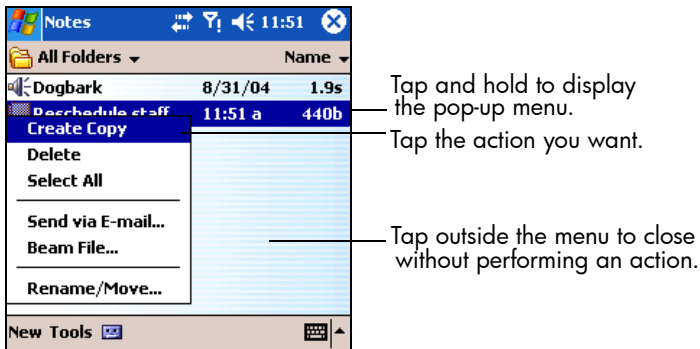 Notes 11:51
All Folders Name
Dogbark 8/31/04 1.9s
Reschedule staff 11:51 a 440b
Create Copy
Delete
Select All
Send via E-mail...
Beam File...
Rename/Move...
New Tools
Tap and hold to display
the pop-up menu.
Tap the action you want.
Tap outside the menu to close
without performing an action.